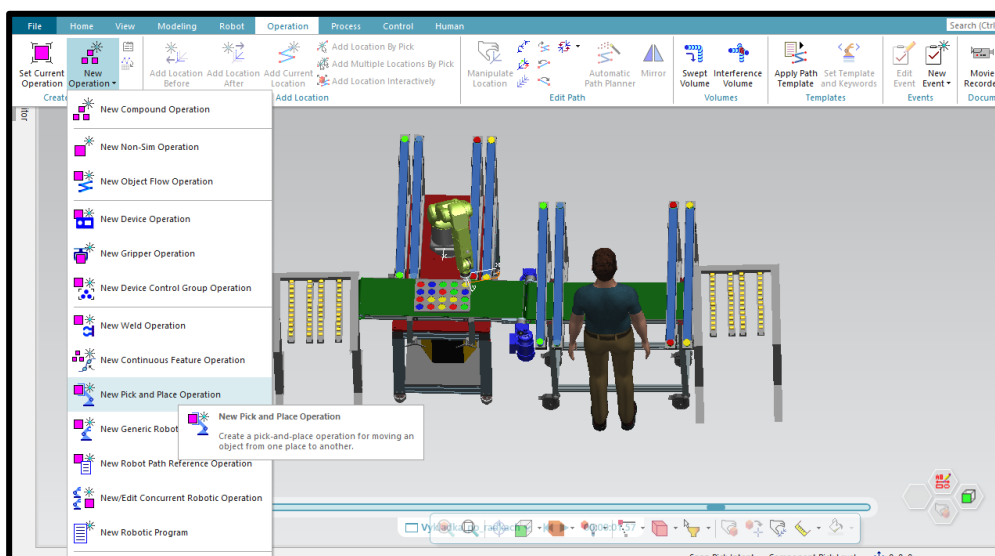 File Home View Modeling Robot Operation Process Control Human Search (Ctrl
Set Current Operation
New Operation
Add Location Before
Add Location After
Add Current Location
Add Location By Pick
Add Multiple Locations By Pick
Add Location Interactively
Manipulate Location
Automatic Path Planner
Mirror
Swept Volume
Interference Volume
Apply Path Template
Set Template and Keywords
Edit Event
New Event
Movie Recorde
Creat
Add Location
Edit Path
Volumes
Templates
Events
Docum
tor
New Compound Operation
New Non-Sim Operation
New Object Flow Operation
New Device Operation
New Gripper Operation
New Device Control Group Operation
New Weld Operation
New Continuous Feature Operation
New Pick and Place Operation
New Generic Robot
New Pick and Place Operation
Create a pick-and-place operation for moving an
object from one place to another.
New Robot Path Reference Operation
New/Edit Concurrent Robotic Operation
New Robotic Program